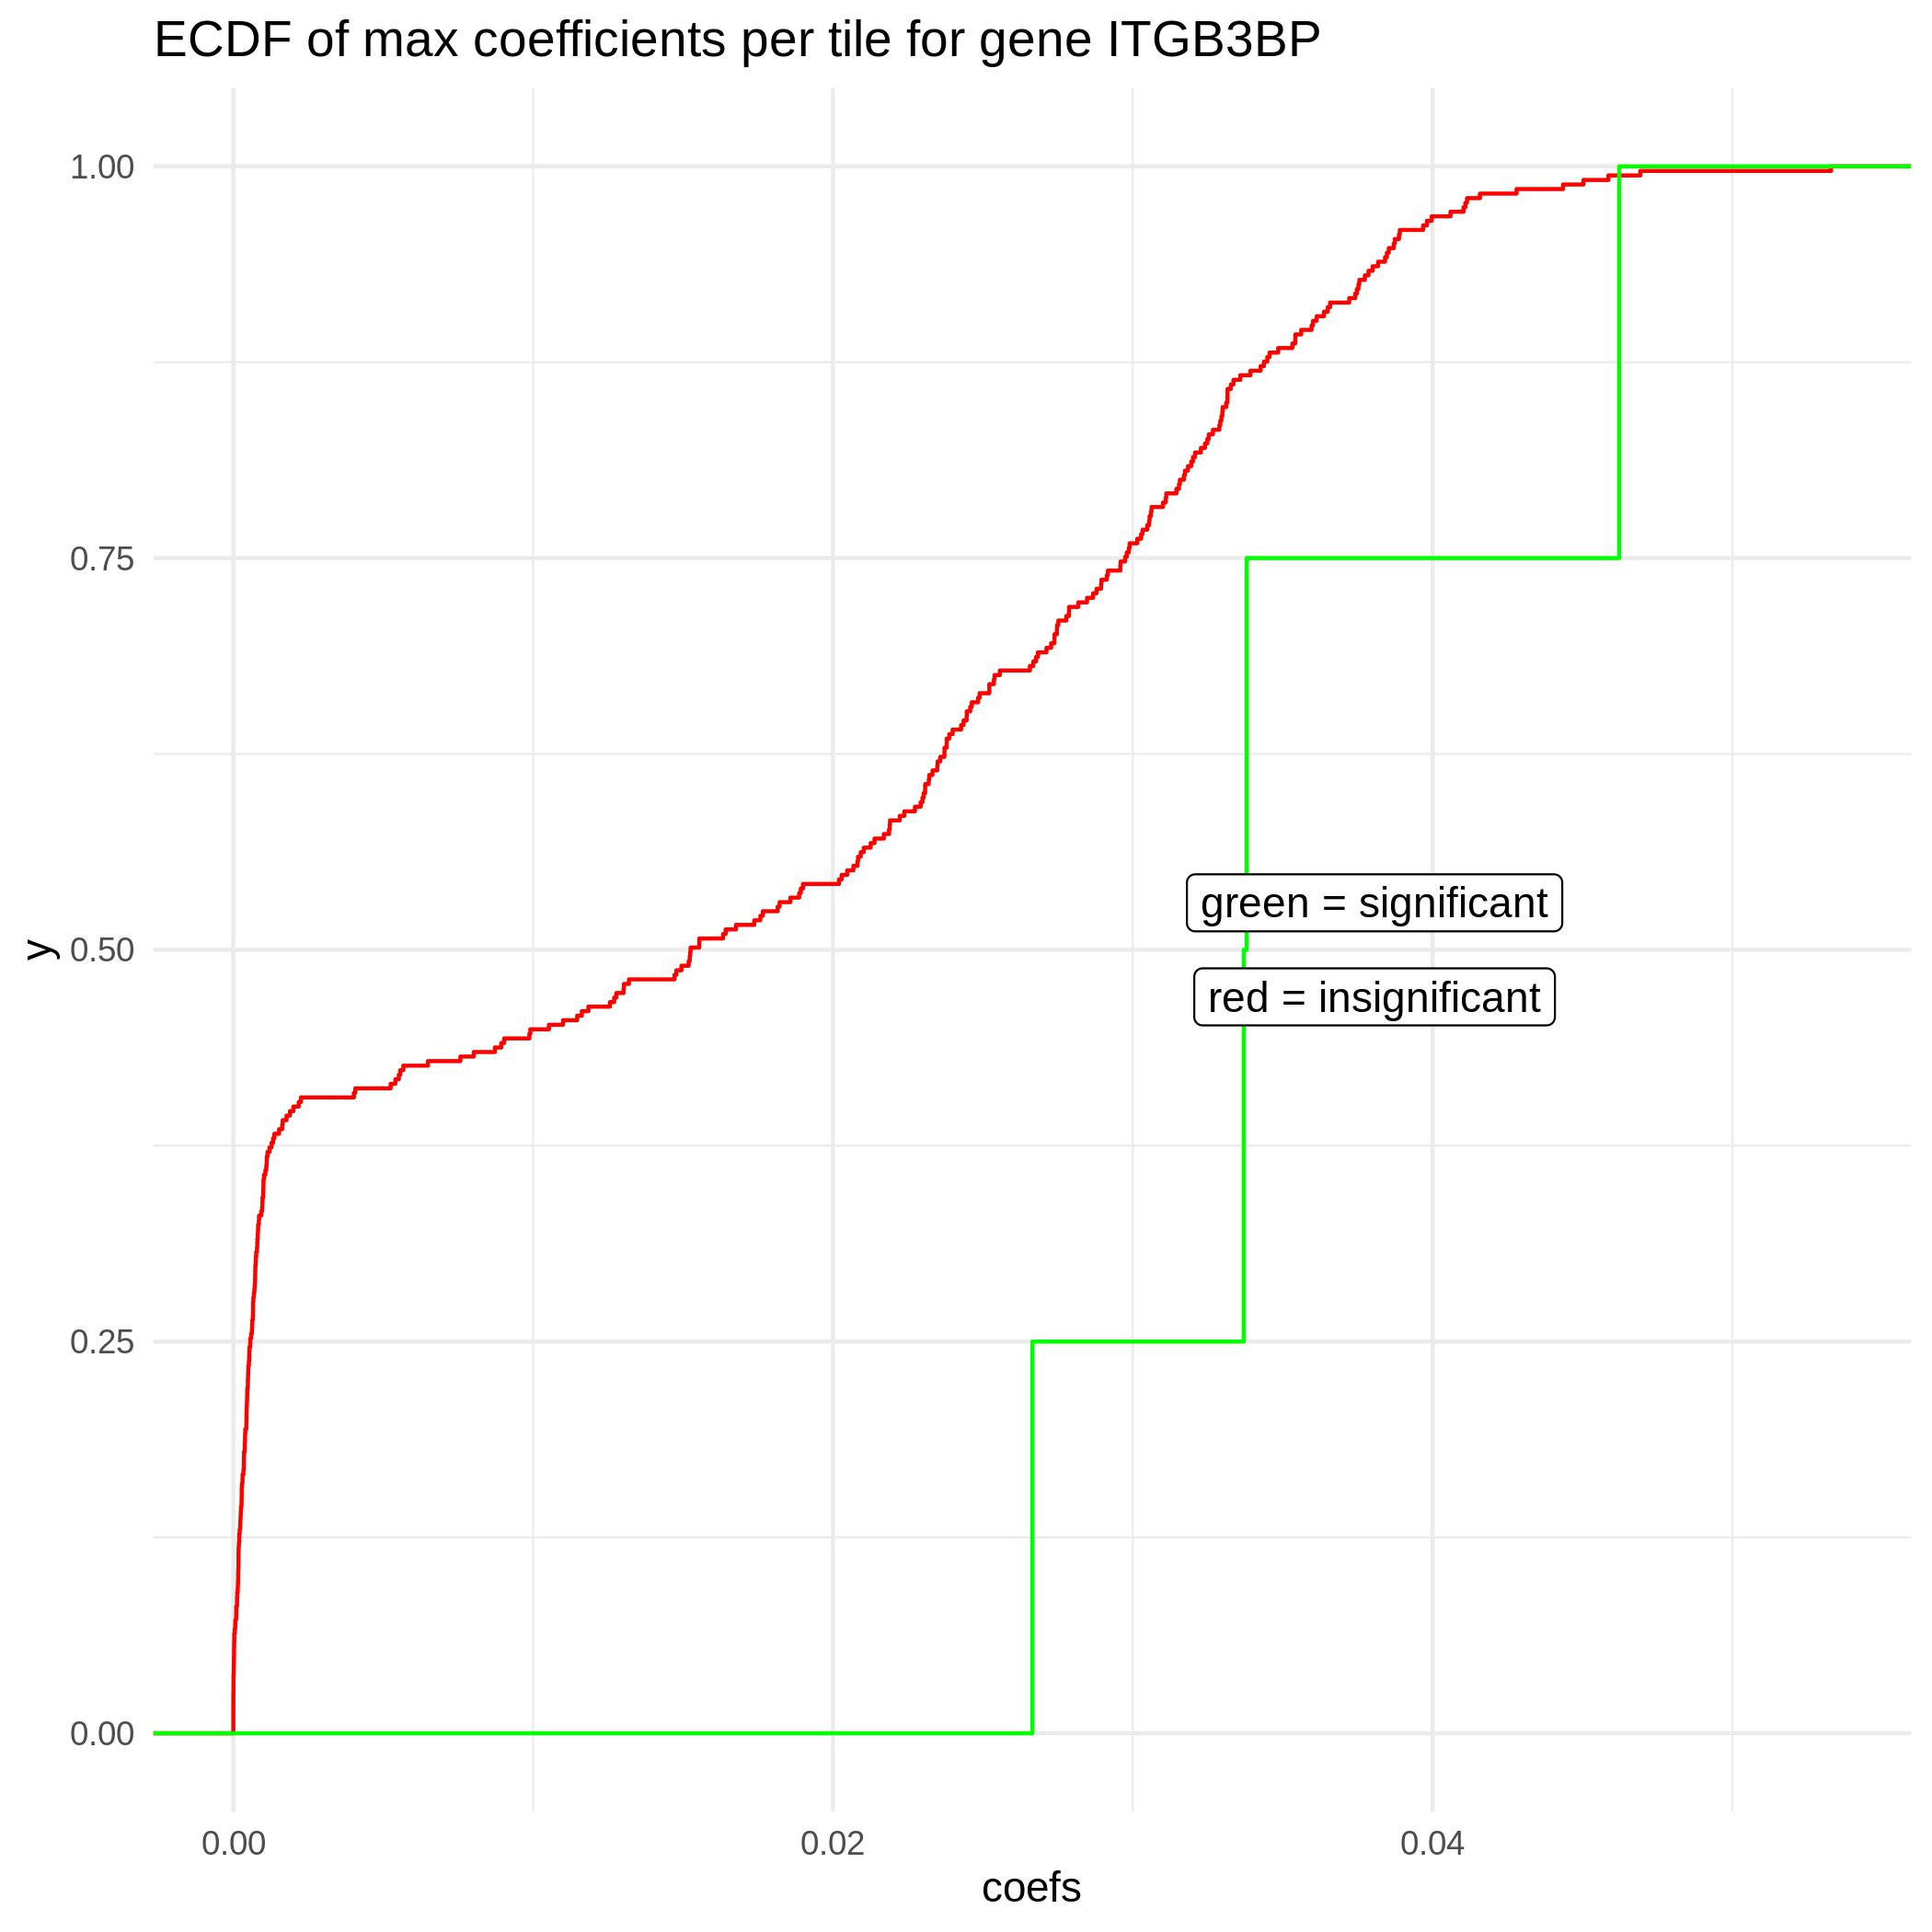 ECDF of max coefficients per tile for gene ITGB3BP
1.00
0.75
0.50
0.25
0.00
y
green = significant
red = insignificant
0.00 0.02 0.04
coefs